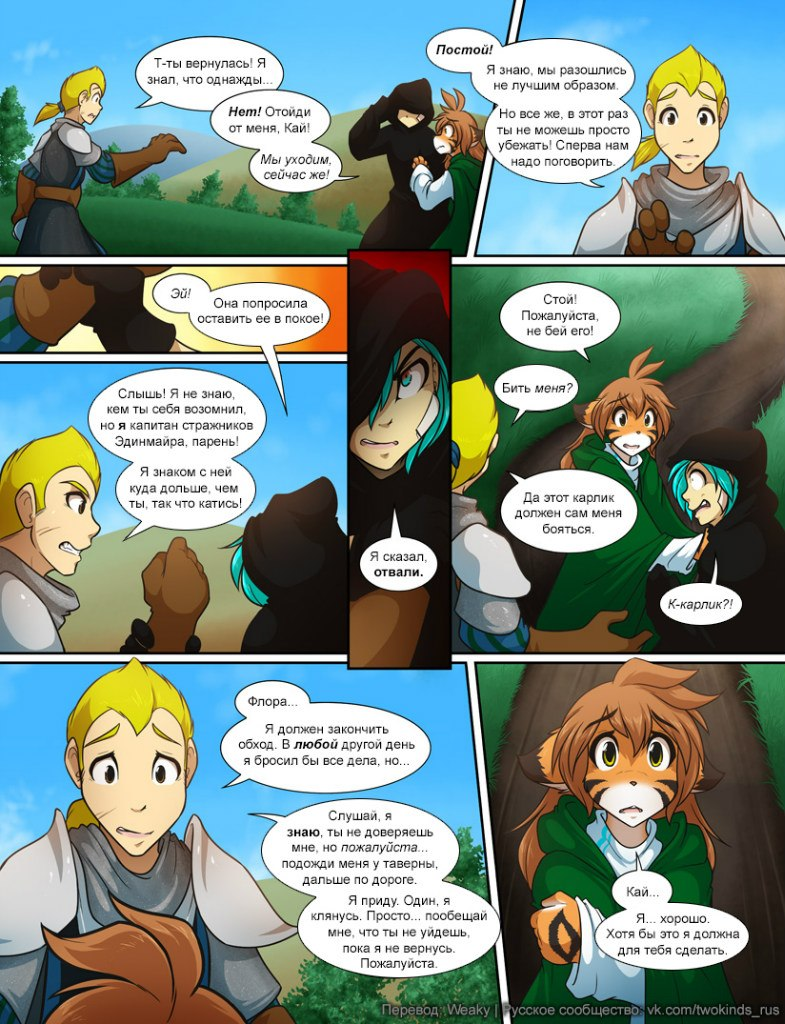 Т-ты вернулась! Я
знал, что однажды...
Нет! Отойди
от меня, Кай!
Мы уходим,
сейчас же!
Постой!
Я знаю, мы разошлись
не лучшим образом.
Но все же, в этот раз
ты не можешь просто
убежать! Сперва нам
надо поговорить.
Эй!
Она попросила
оставить ее в покое!
Слышь! Я не знаю,
кем ты себя возомнил,
но я капитан стражников
Эдинмайра, парень!
Я знаком с ней
куда дольше, чем
ты, так что катись!
Я сказал,
отвали.
Стой!
Пожалуйста,
не бей его!
Бить меня?
Да этот карлик
должен сам меня
бояться.
К-карлик?!
Флора...
Я должен закончить
обход. В любой другой день
я бросил бы все дела, но...
Слушай, я
знаю, ты не доверяешь
мне, но пожалуйста...
подожди меня у таверны,
дальше по дороге.
Я приду. Один, я
клянусь. Просто... пообещай
мне, что ты не уйдешь,
пока я не вернусь.
Пожалуйста.
Кай...
Я... хорошо.
Хотя бы это я должна
для тебя сделать.
Перевод: Weaky | Русское сообщество: vk.com/twokinds_rus